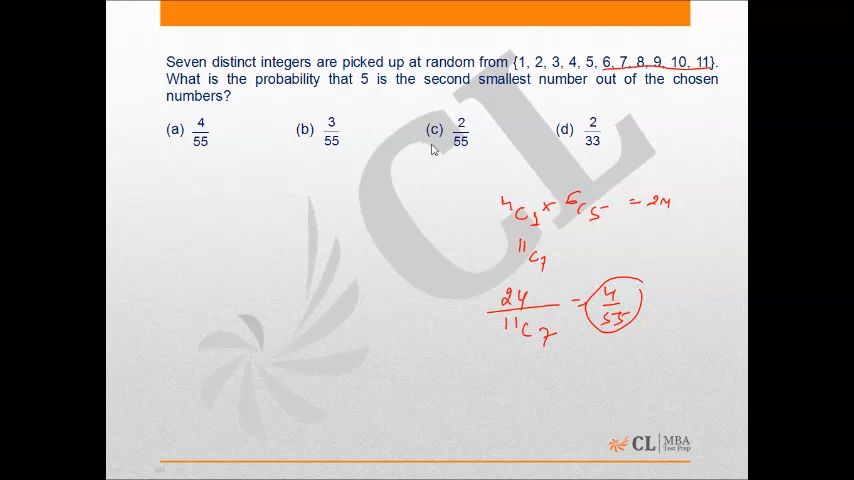 Seven distinct integers are picked up at random from {1, 2, 3, 4, 5, 6, 7, 8, 9, 10, 11}.
What is the probability that 5 is the second smallest number out of the chosen
numbers?
(a) 4/55 (b) 3/55 (c) 2/55 (d) 2/33
⁴C₁ × ⁶C₅ = 24
¹¹C₇
24/¹¹C₇ = 4/55
CL
CL MBA Test Prep